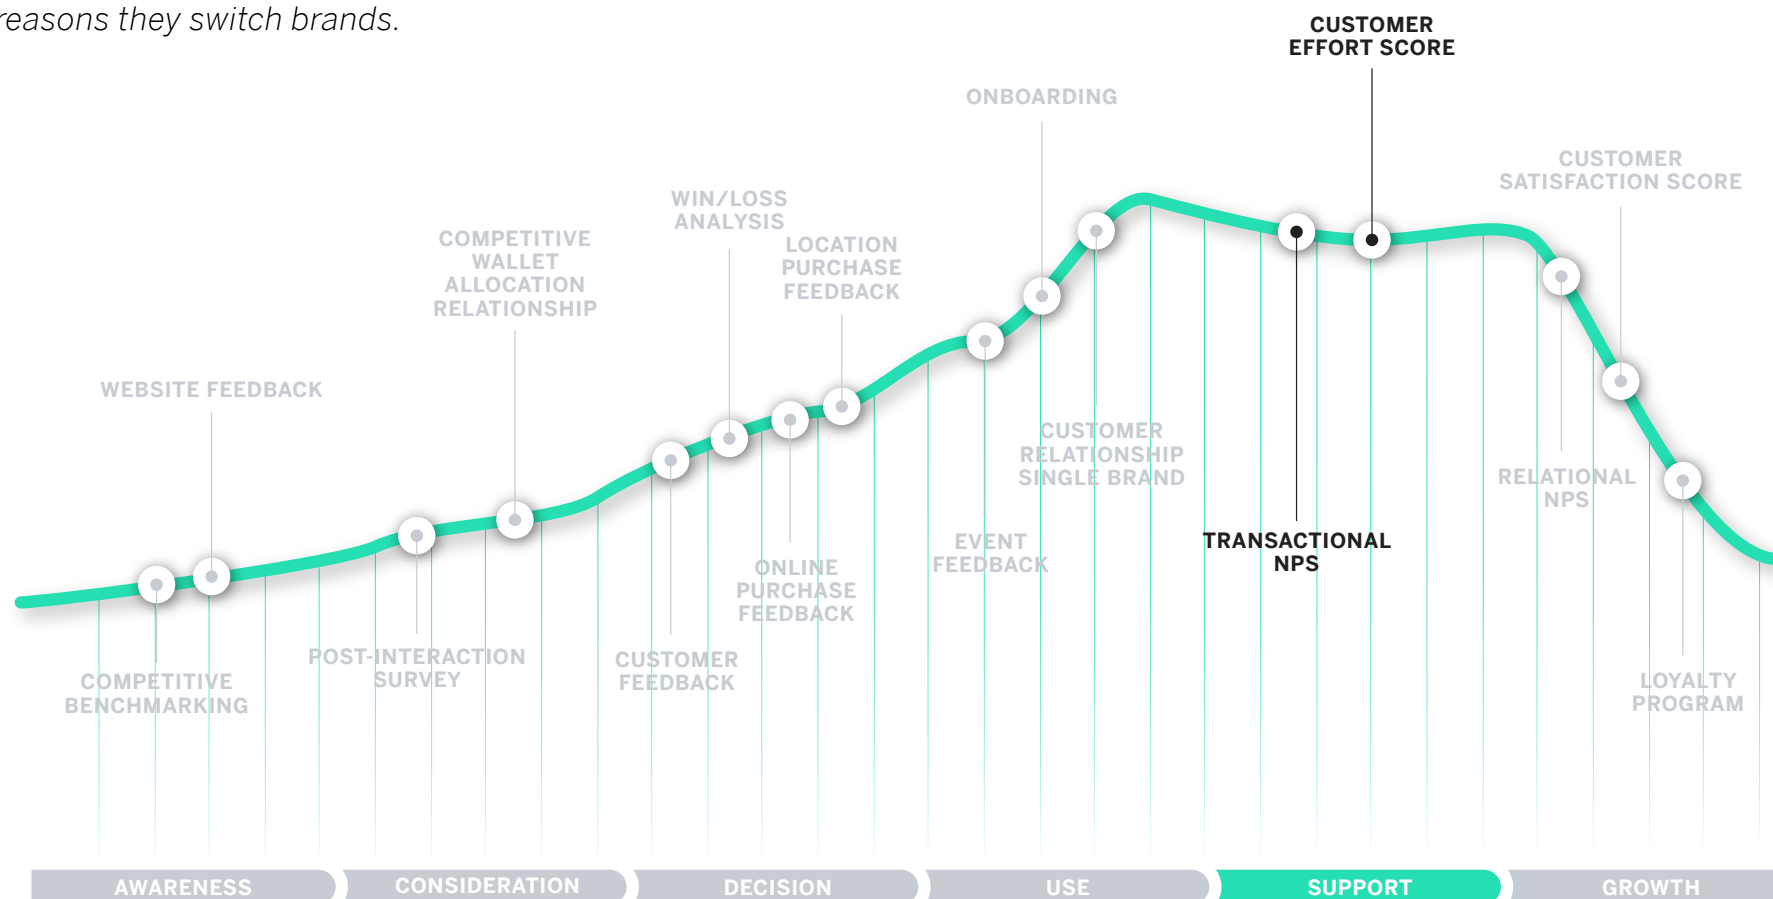 reasons they switch brands.
CUSTOMER
EFFORT SCORE
ONBOARDING
CUSTOMER
SATISFACTION SCORE
WIN/LOSS
ANALYSIS
COMPETITIVE
WALLET
ALLOCATION
RELATIONSHIP
LOCATION
PURCHASE
FEEDBACK
WEBSITE FEEDBACK
CUSTOMER
RELATIONSHIP
SINGLE BRAND
RELATIONAL
NPS
TRANSACTIONAL
NPS
EVENT
FEEDBACK
ONLINE
PURCHASE
FEEDBACK
POST-INTERACTION
SURVEY
CUSTOMER
FEEDBACK
COMPETITIVE
BENCHMARKING
LOYALTY
PROGRAM
AWARENESS
CONSIDERATION
DECISION
USE
SUPPORT
GROWTH